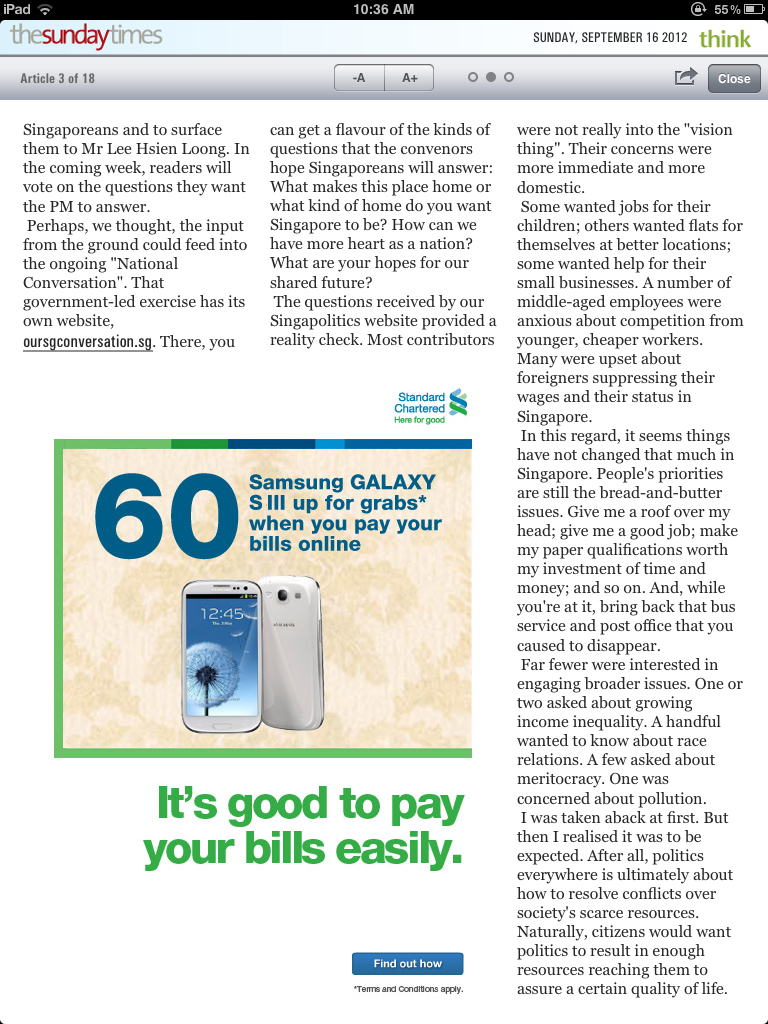 iPad
10:36 AM
55%
thesundaytimes
SUNDAY, SEPTEMBER 16 2012 think
Article 3 of 18
-A
A+
Close
Singaporeans and to surface
them to Mr Lee Hsien Loong. In
the coming week, readers will
vote on the questions they want
the PM to answer.
Perhaps, we thought, the input
from the ground could feed into
the ongoing "National
Conversation". That
government-led exercise has its
own website,
oursgconversation.sg. There, you
can get a flavour of the kinds of
questions that the convenors
hope Singaporeans will answer:
What makes this place home or
what kind of home do you want
Singapore to be? How can we
have more heart as a nation?
What are your hopes for our
shared future?
The questions received by our
Singapolitics website provided a
reality check. Most contributors
were not really into the "vision
thing". Their concerns were
more immediate and more
domestic.
Some wanted jobs for their
children; others wanted flats for
themselves at better locations;
some wanted help for their
small businesses. A number of
middle-aged employees were
anxious about competition from
younger, cheaper workers.
Many were upset about
foreigners suppressing their
wages and their status in
Singapore.
In this regard, it seems things
have not changed that much in
Singapore. People's priorities
are still the bread-and-butter
issues. Give me a roof over my
head; give me a good job; make
my paper qualifications worth
my investment of time and
money; and so on. And, while
you're at it, bring back that bus
service and post office that you
caused to disappear.
Far fewer were interested in
engaging broader issues. One or
two asked about growing
income inequality. A handful
wanted to know about race
relations. A few asked about
meritocracy. One was
concerned about pollution.
I was taken aback at first. But
then I realised it was to be
expected. After all, politics
everywhere is ultimately about
how to resolve conflicts over
society's scarce resources.
Naturally, citizens would want
politics to result in enough
resources reaching them to
assure a certain quality of life.
Standard
Chartered
Here for good
60
Samsung GALAXY
S III up for grabs*
when you pay your
bills online
12:45
SAMSUNG
It's good to pay
your bills easily.
Find out how
*Terms and Conditions apply.